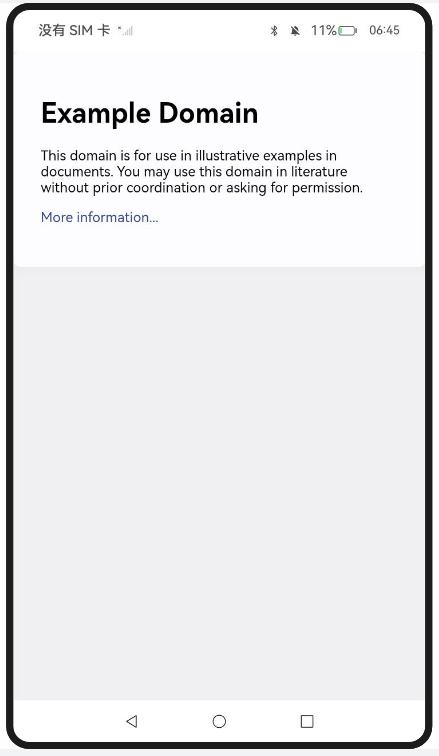 没有 SIM 卡 11% 06:45
Example Domain
This domain is for use in illustrative examples in
documents. You may use this domain in literature
without prior coordination or asking for permission.
More information...